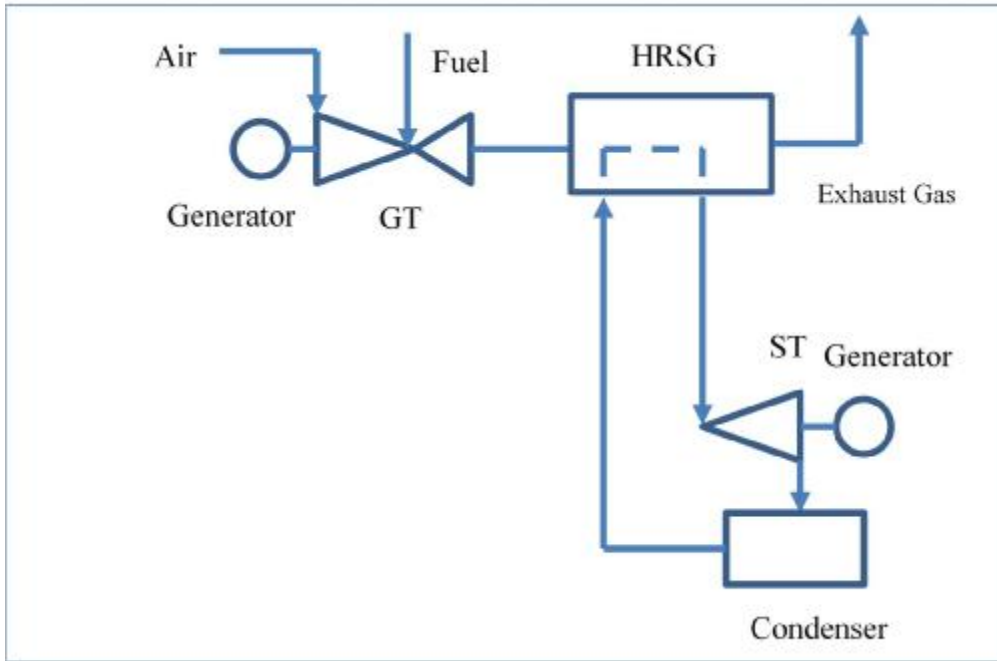 Air
Fuel
HRSG
Generator
GT
Exhaust Gas
ST
Generator
Condenser